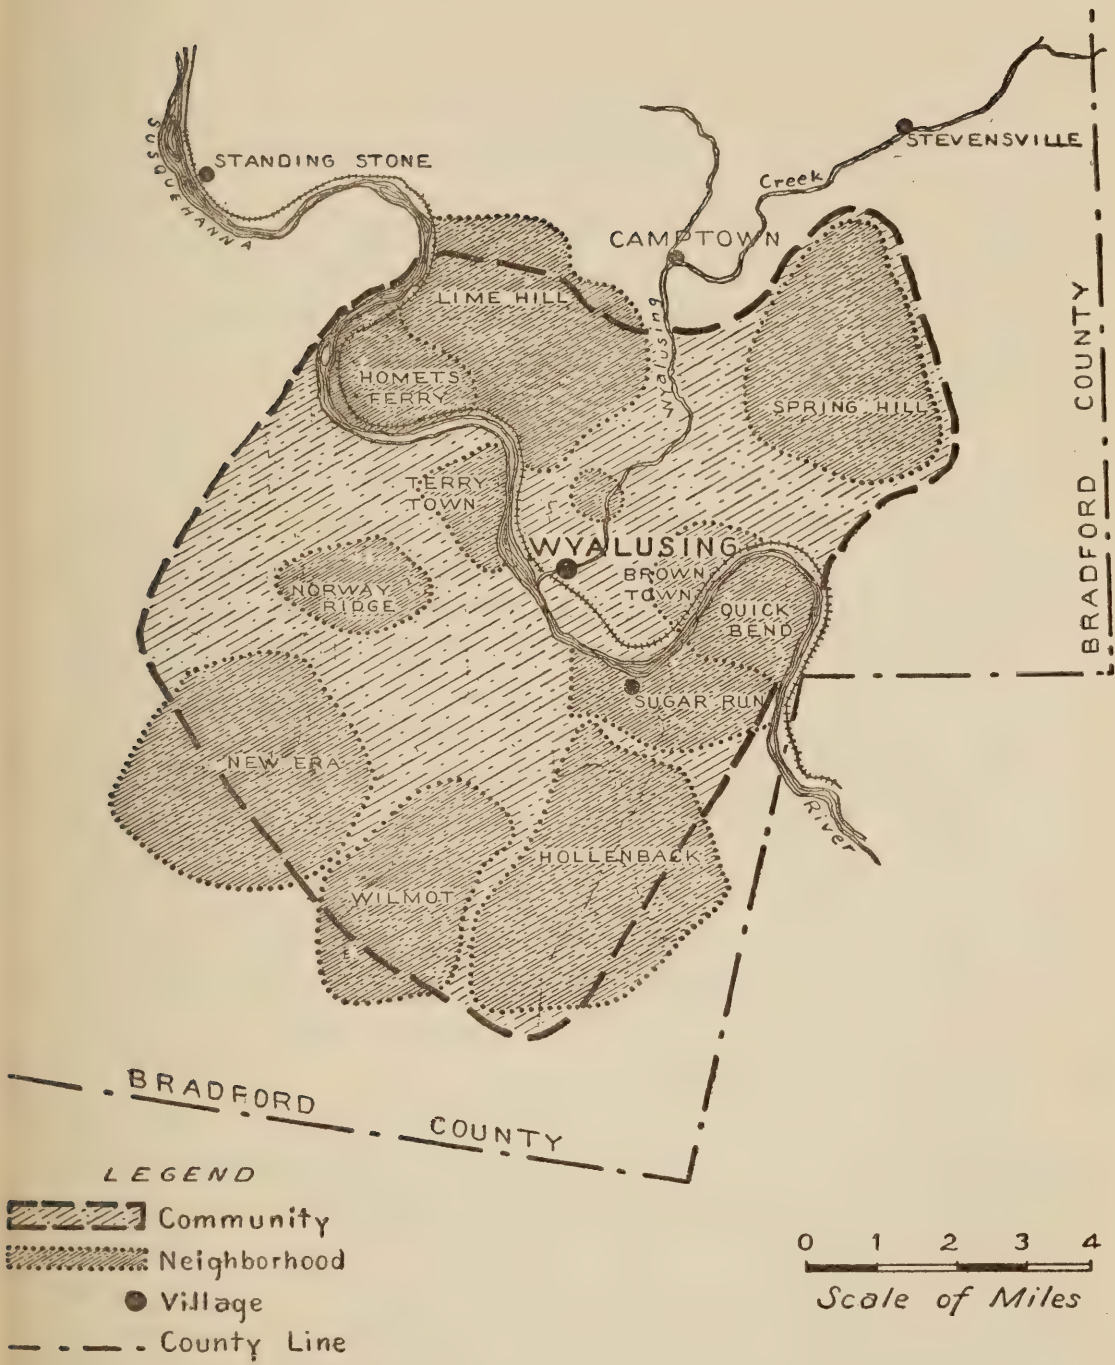 STEVENSVILLE
SUSQUEHANNA
STANDING STONE
Creek
CAMPTOWN
LIME HILL
Wyalusing
HOMETS
FERRY
SPRING HILL
BRADFORD COUNTY
TERRY
TOWN
WYALUSING
BROWN
TOWN
NORWAY
RIDGE
QUICK
BEND
SUGAR RUN
NEW ERA
River
HOLLENBACK
WILMOT
BRADFORD COUNTY
LEGEND
Community
Neighborhood
Village
County Line
0 1 2 3 4
Scale of Miles